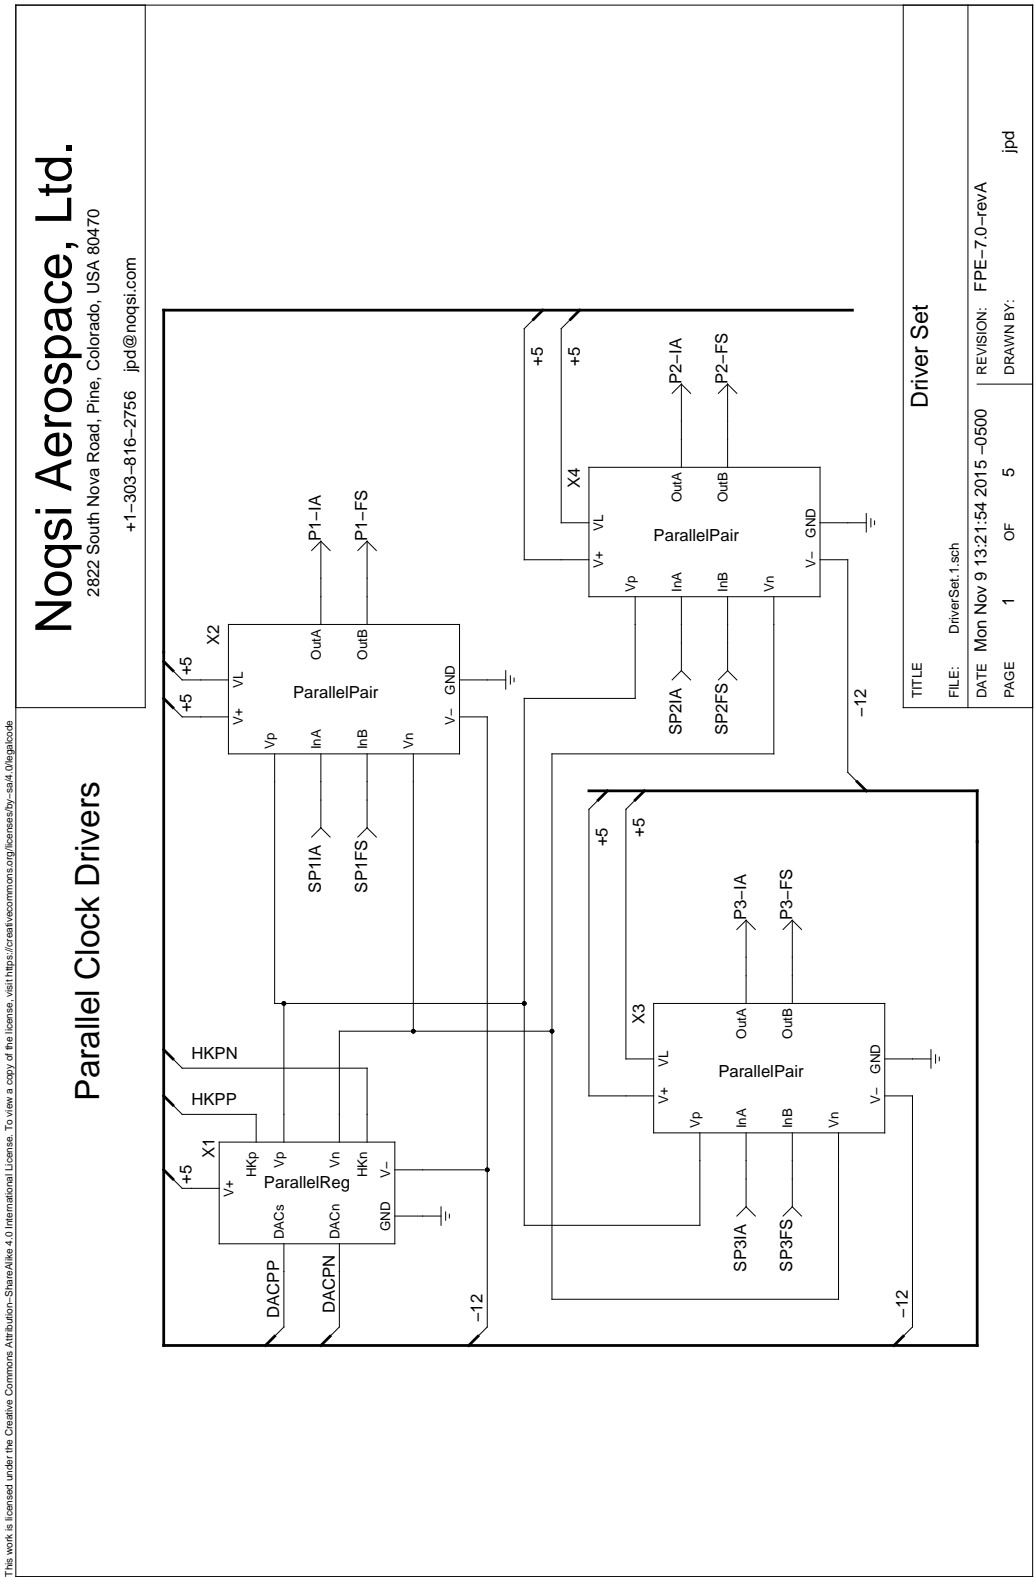 This work is licensed under the Creative Commons Attribution−ShareAlike 4.0 International License. To view a copy of the license, visit https://creativecommons.org/licenses/by−sa/4.0/legalcode
Noqsi Aerospace, Ltd.
2822 South Nova Road, Pine, Colorado, USA 80470
+1−303−816−2756 jpd@noqsi.com
Parallel Clock Drivers
+5
HKPP
HKPN
+5
+5
X1
V+
HKp
DACs
Vp
ParallelReg
DACn
Vn
HKn
GND
V−
DACPP
DACPN
−12
X2
V+
VL
Vp
OutA
InA
ParallelPair
InB
OutB
Vn
V−
GND
SP1IA
SP1FS
P1−IA
P1−FS
+5
+5
X4
V+
VL
Vp
OutA
InA
ParallelPair
InB
OutB
Vn
V−
GND
SP2IA
SP2FS
P2−IA
P2−FS
−12
+5
+5
X3
V+
VL
Vp
OutA
InA
ParallelPair
InB
OutB
Vn
V−
GND
SP3IA
SP3FS
P3−IA
P3−FS
−12
TITLE
Driver Set
FILE: DriverSet.1.sch
REVISION: FPE−7.0−revA
DATE Mon Nov 9 13:21:54 2015 −0500
PAGE 1 OF 5
DRAWN BY: jpd